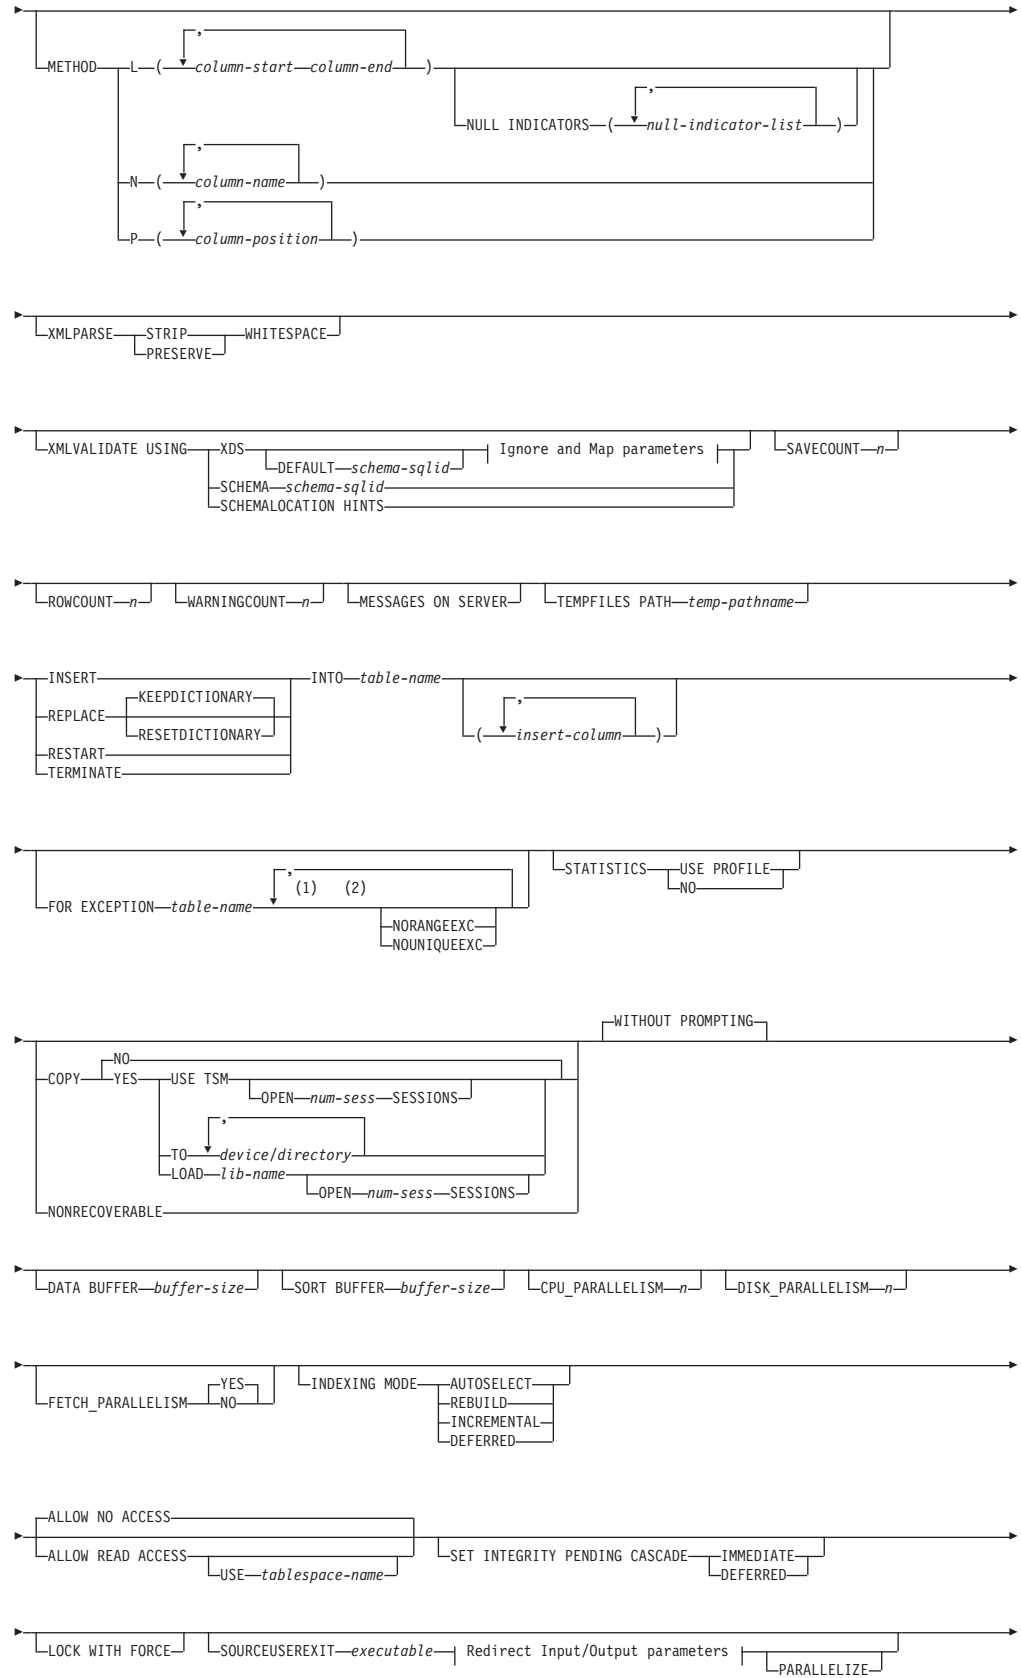 ,
METHOD L ( column-start column-end )
,
NULL INDICATORS ( null-indicator-list )
,
N ( column-name )
,
P ( column-position )
XMLPARSE STRIP WHITESPACE
PRESERVE
XMLVALIDATE USING XDS Ignore and Map parameters SAVECOUNT n
DEFAULT schema-sqlid
SCHEMA schema-sqlid
SCHEMALOCATION HINTS
ROWCOUNT n WARNINGCOUNT n MESSAGES ON SERVER TEMPFILES PATH temp-pathname
INSERT INTO table-name
KEEPDICTIONARY ,
REPLACE
RESETDICTIONARY ( insert-column )
RESTART
TERMINATE
, STATISTICS USE PROFILE
(1) (2) NO
FOR EXCEPTION table-name
NORANGEEXC
NOUNIQUEEXC
WITHOUT PROMPTING
NO
COPY YES USE TSM
OPEN num-sess SESSIONS
,
TO device/directory
LOAD lib-name
OPEN num-sess SESSIONS
NONRECOVERABLE
DATA BUFFER buffer-size SORT BUFFER buffer-size CPU_PARALLELISM n DISK_PARALLELISM n
YES INDEXING MODE AUTOSELECT
FETCH_PARALLELISM NO REBUILD
INCREMENTAL
DEFERRED
ALLOW NO ACCESS
ALLOW READ ACCESS SET INTEGRITY PENDING CASCADE IMMEDIATE
USE tablespace-name DEFERRED
LOCK WITH FORCE SOURCEUSEREXIT executable Redirect Input/Output parameters
PARALLELIZE